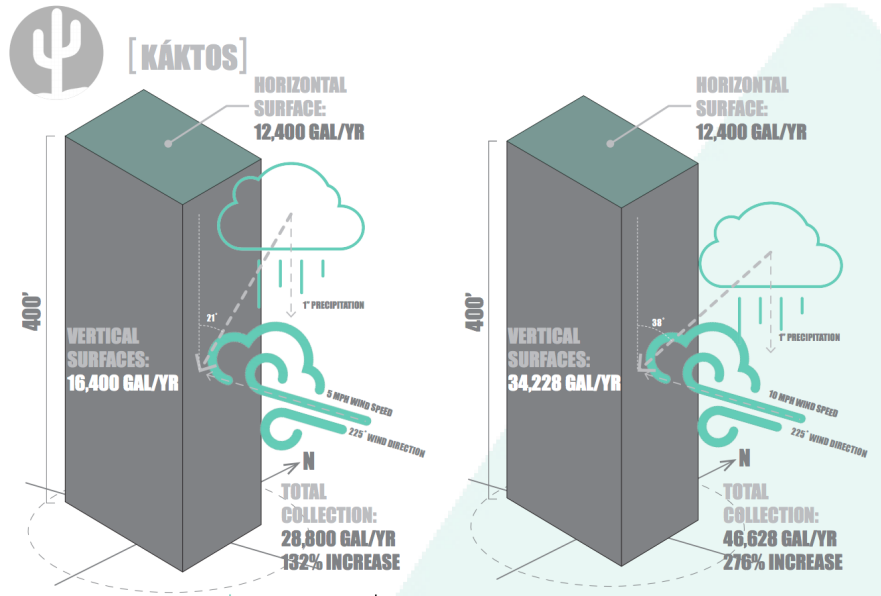 [KÁKTOS]
HORIZONTAL
SURFACE:
12,400 GAL/YR
400'
21°
1" PRECIPITATION
VERTICAL
SURFACES:
16,400 GAL/YR
5 MPH WIND SPEED
225° WIND DIRECTION
N
TOTAL
COLLECTION:
28,800 GAL/YR
132% INCREASE
HORIZONTAL
SURFACE:
12,400 GAL/YR
400'
38°
1" PRECIPITATION
VERTICAL
SURFACES:
34,228 GAL/YR
10 MPH WIND SPEED
225° WIND DIRECTION
N
TOTAL
COLLECTION:
46,628 GAL/YR
276% INCREASE